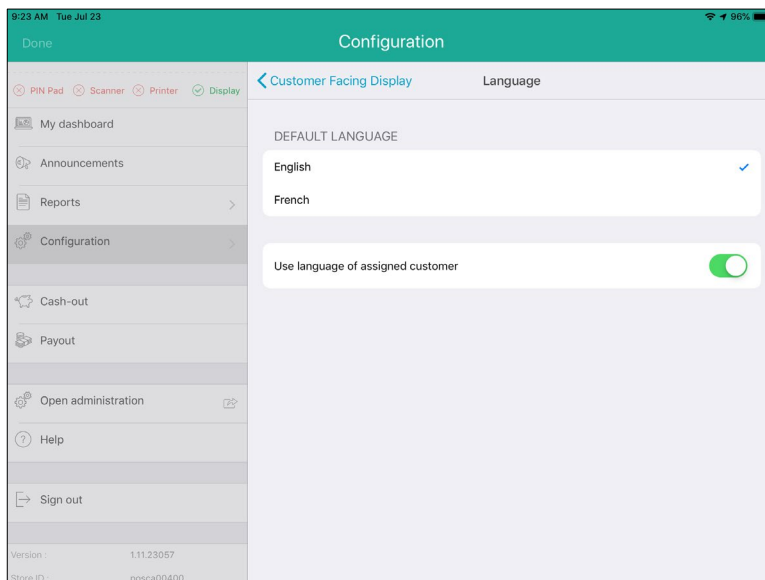 9:23 AM Tue Jul 23
96%
Done
Configuration
PIN Pad Scanner Printer Display
Customer Facing Display
Language
My dashboard
Announcements
Reports
Configuration
Cash-out
Payout
Open administration
Help
Sign out
Version : 1.11.23057
Store ID : posca00400
DEFAULT LANGUAGE
English
French
Use language of assigned customer